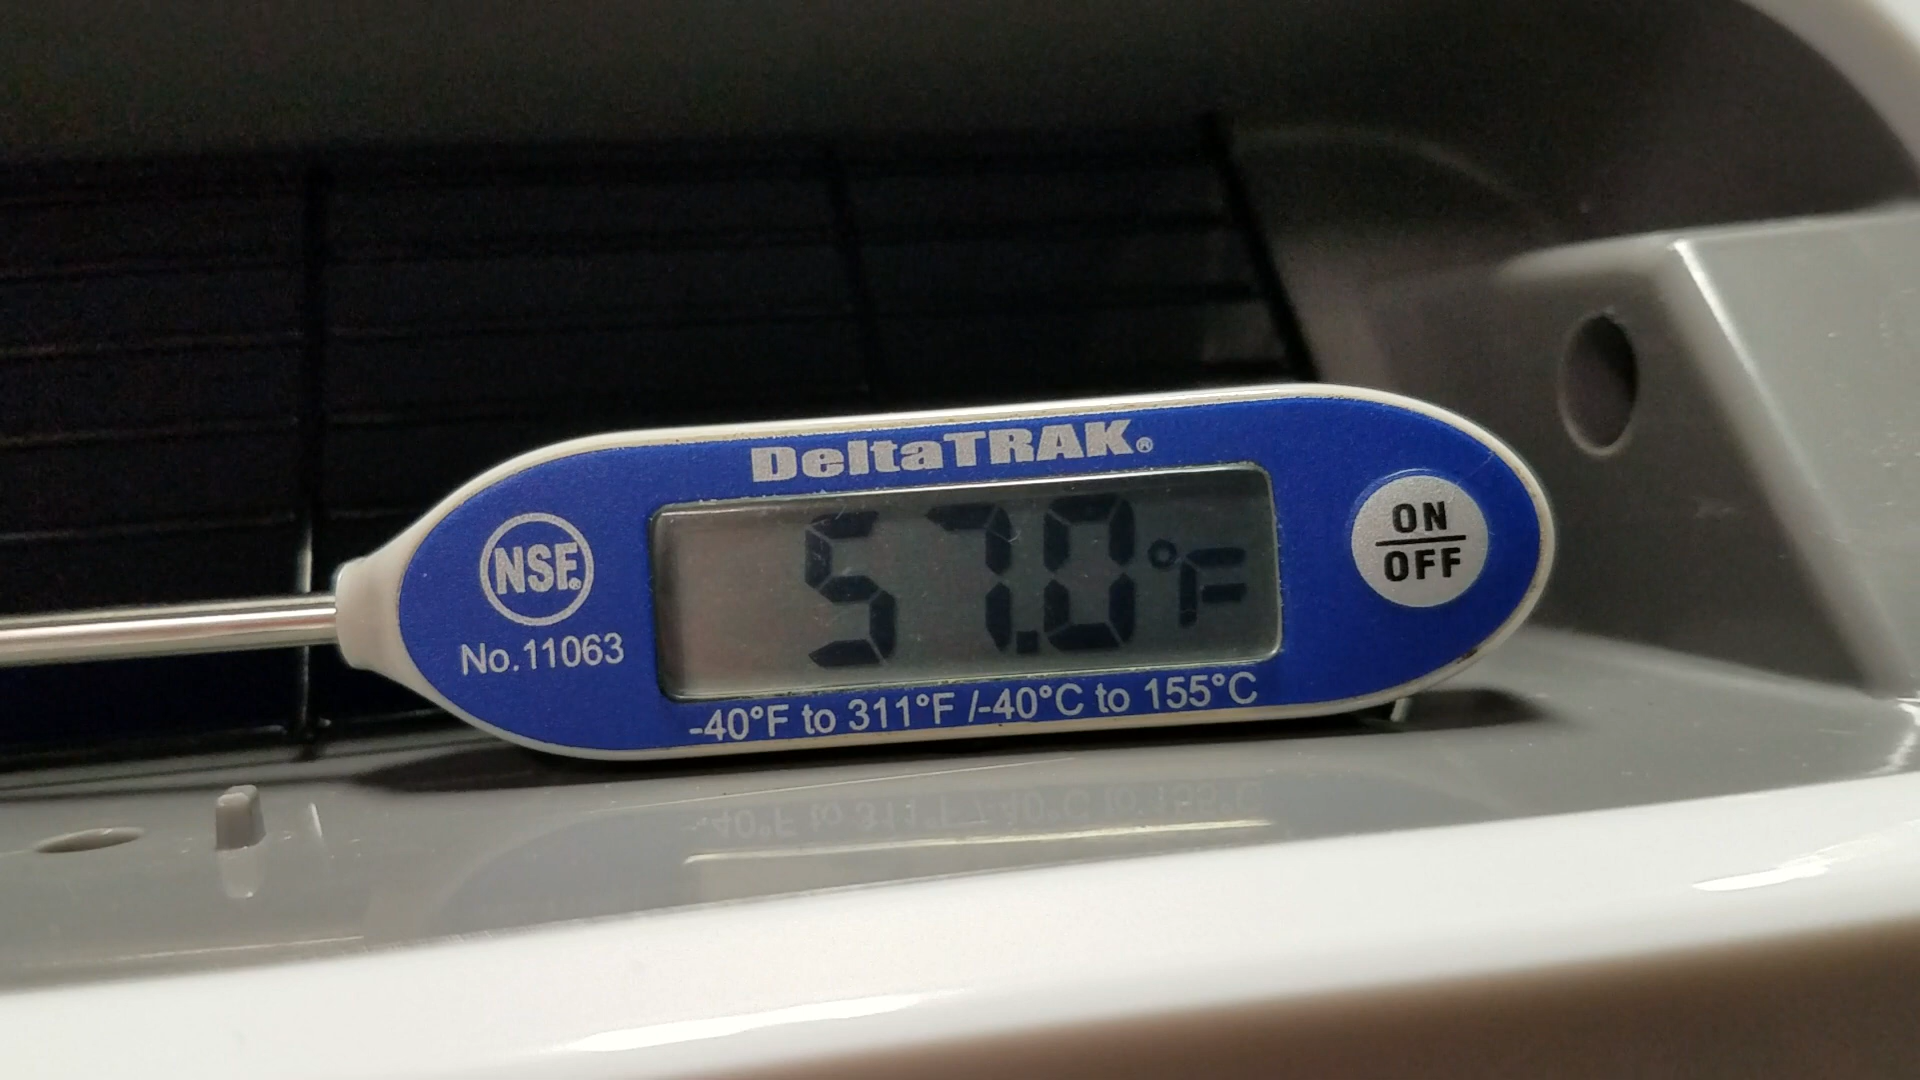 DeltaTRAK®
57.0°F
ON
OFF
NSF®
No.11063
-40°F to 311°F /-40°C to 155°C